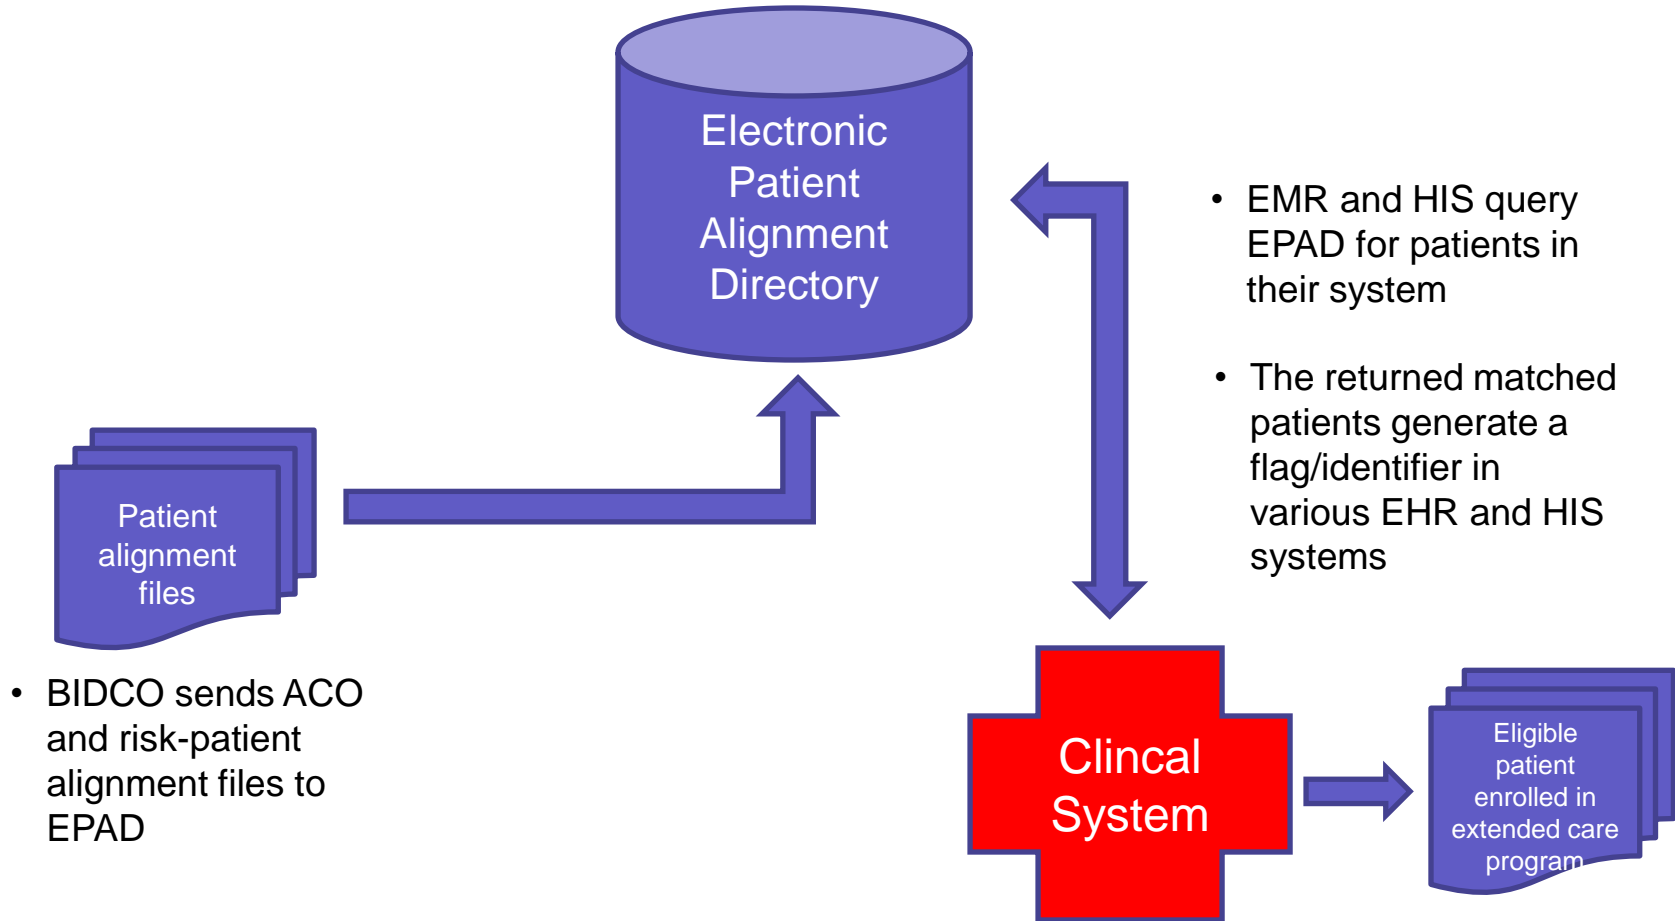 Electronic
Patient
Alignment
Directory
• EMR and HIS query
EPAD for patients in
their system
• The returned matched
patients generate a
flag/identifier in
various EHR and HIS
systems
Patient
alignment
files
• BIDCO sends ACO
and risk-patient
alignment files to
EPAD
Clincal
System
Eligible
patient
enrolled in
extended care
program